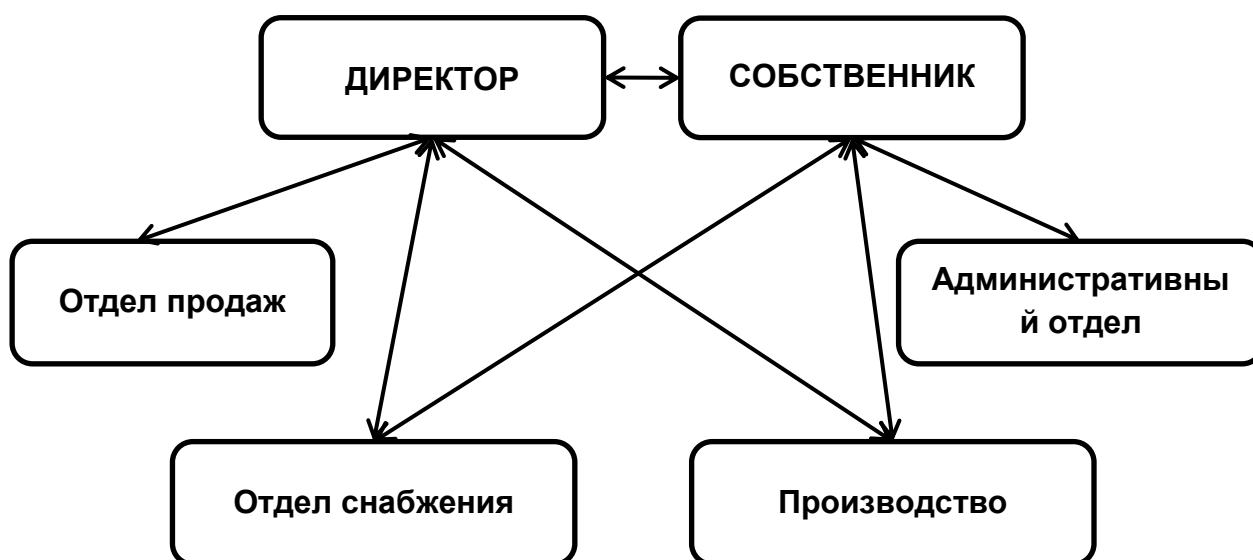 ДИРЕКТОР
СОБСТВЕННИК
Отдел продаж
Административны
й отдел
Отдел снабжения
Производство